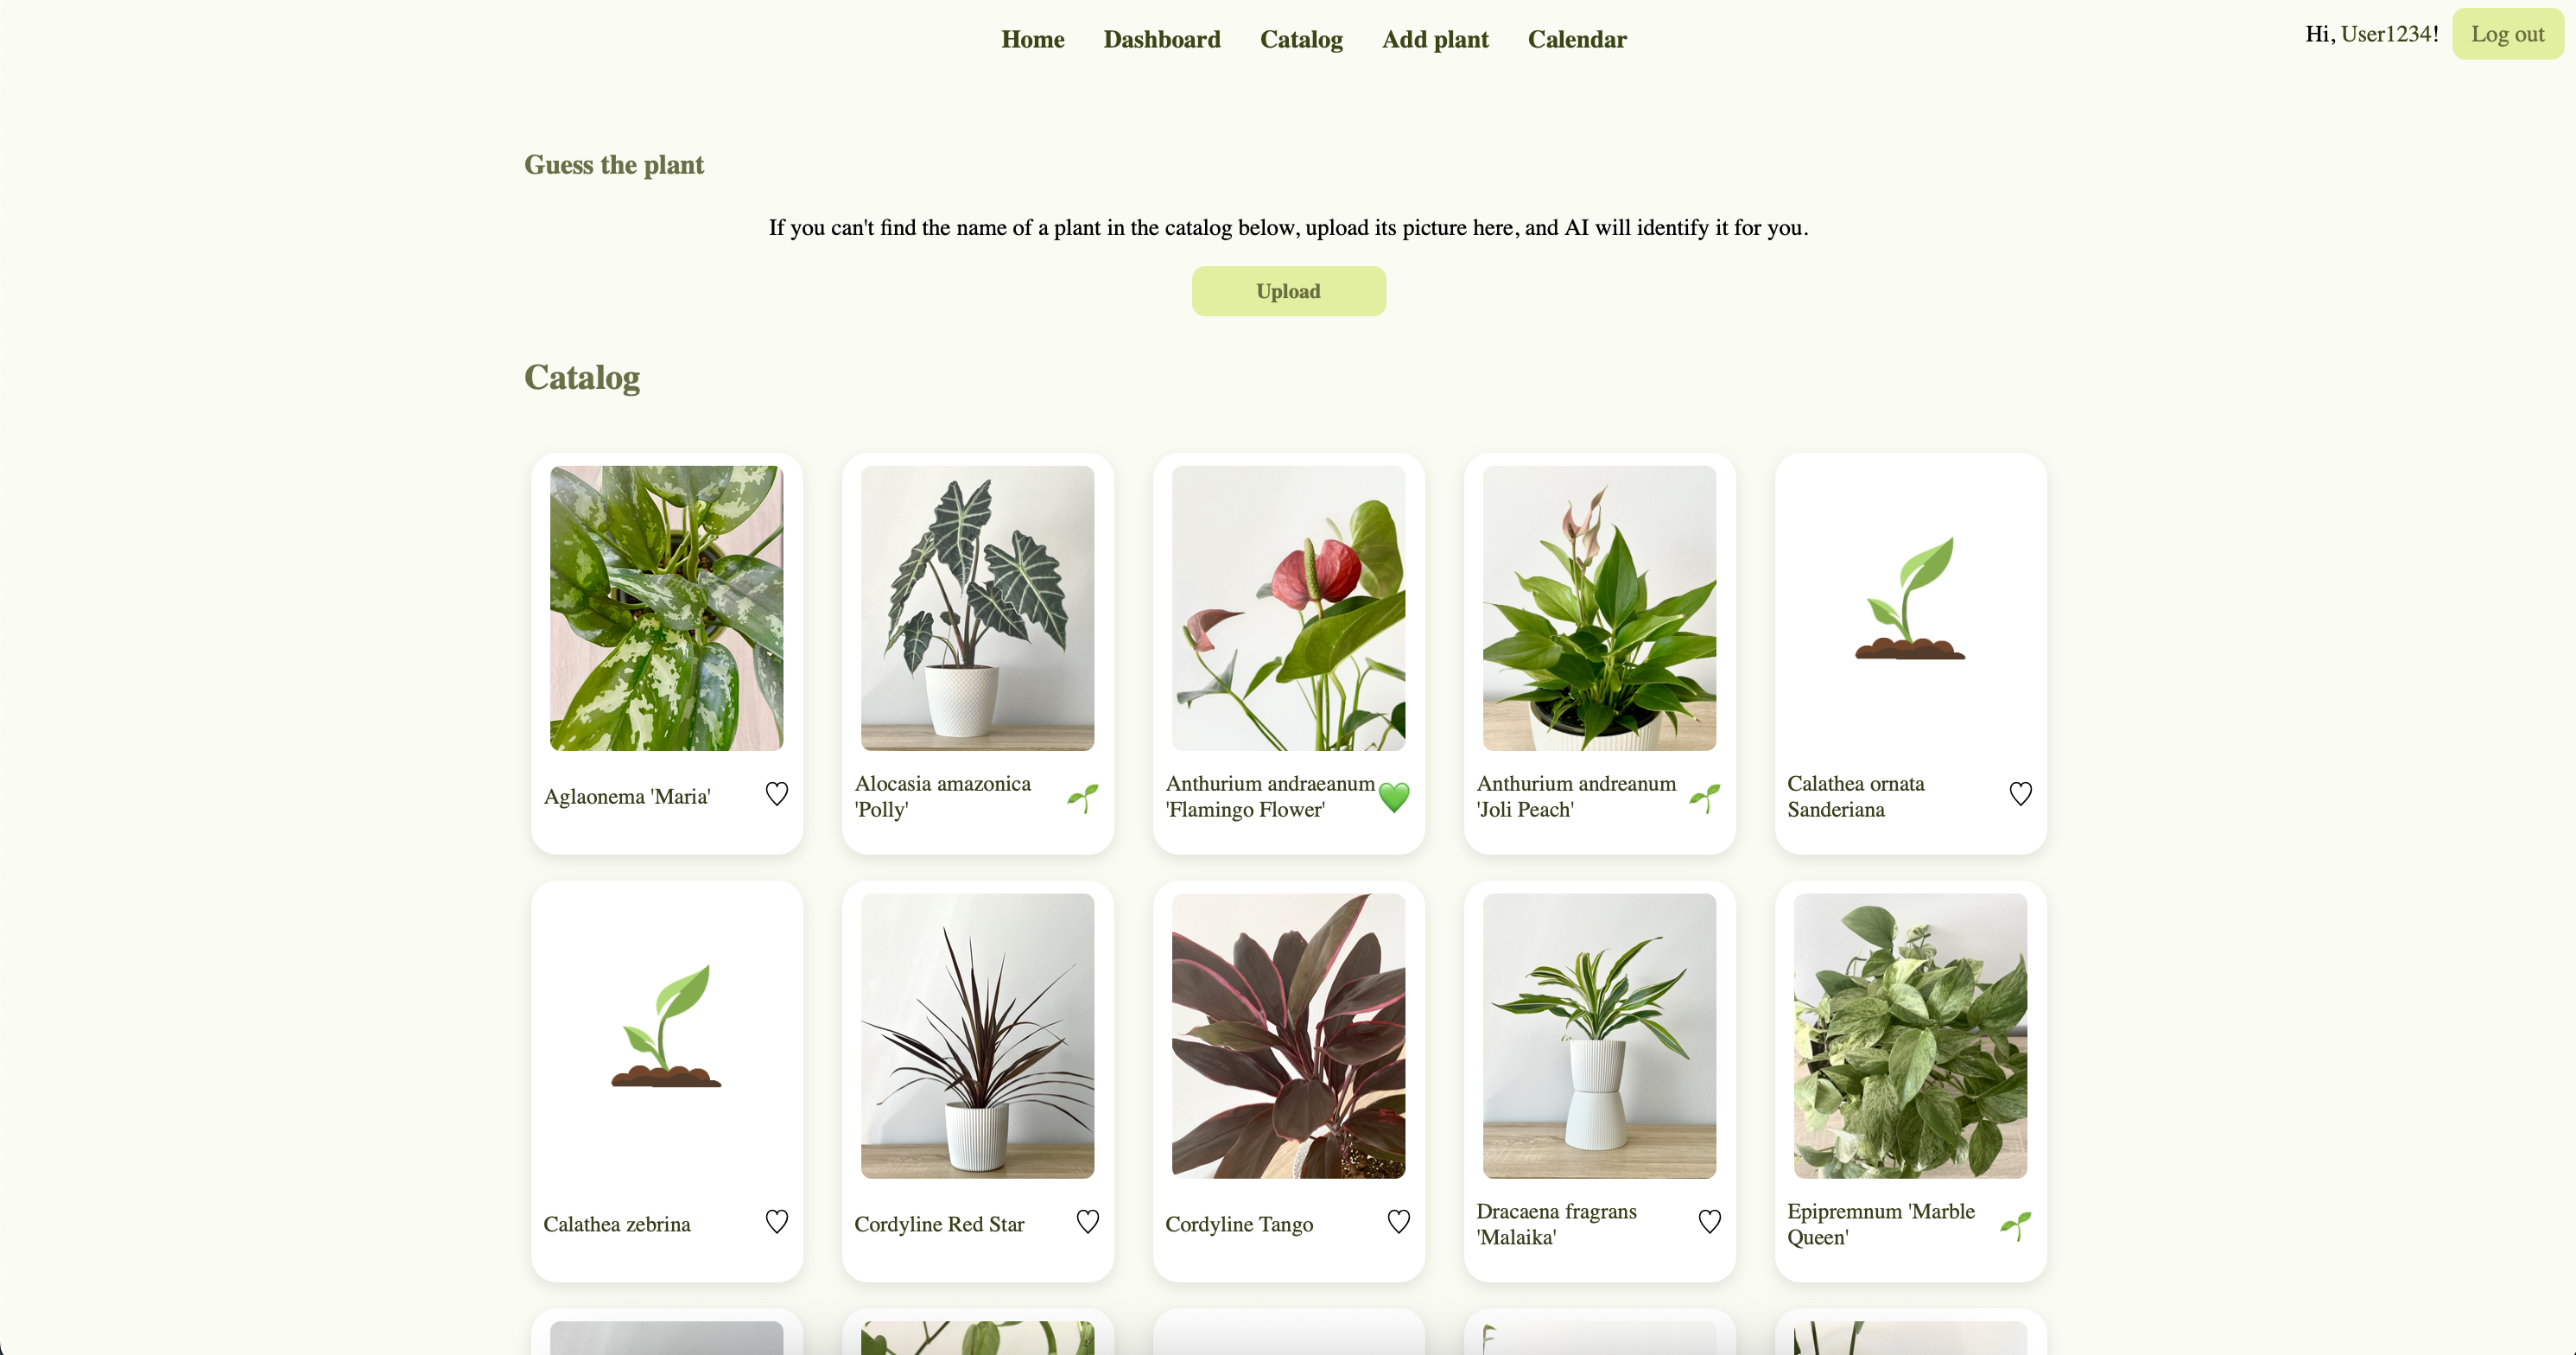 Home Dashboard Catalog Add plant Calendar
Hi, User1234! Log out
Guess the plant
If you can't find the name of a plant in the catalog below, upload its picture here, and AI will identify it for you.
Upload
Catalog
Aglaonema 'Maria'
Alocasia amazonica
'Polly'
Anthurium andraeanum
'Flamingo Flower'
Anthurium andreanum
'Joli Peach'
Calathea ornata
Sanderiana
Calathea zebrina
Cordyline Red Star
Cordyline Tango
Dracaena fragrans
'Malaika'
Epipremnum 'Marble
Queen'